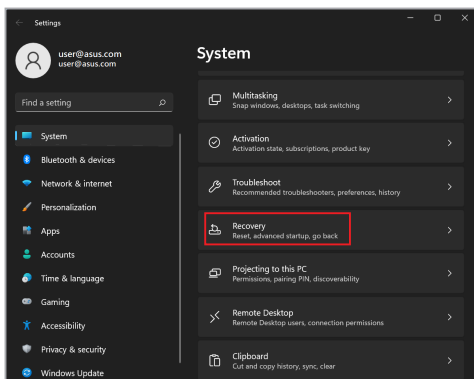 Settings
user@asus.com
user@asus.com
Find a setting
System
Bluetooth & devices
Network & internet
Personalization
Apps
Accounts
Time & language
Gaming
Accessibility
Privacy & security
Windows Update
System
Multitasking
Snap windows, desktops, task switching
Activation
Activation state, subscriptions, product key
Troubleshoot
Recommended troubleshooters, preferences, history
Recovery
Reset, advanced startup, go back
Projecting to this PC
Permissions, pairing PIN, discoverability
Remote Desktop
Remote Desktop users, connection permissions
Clipboard
Cut and copy history, sync, clear